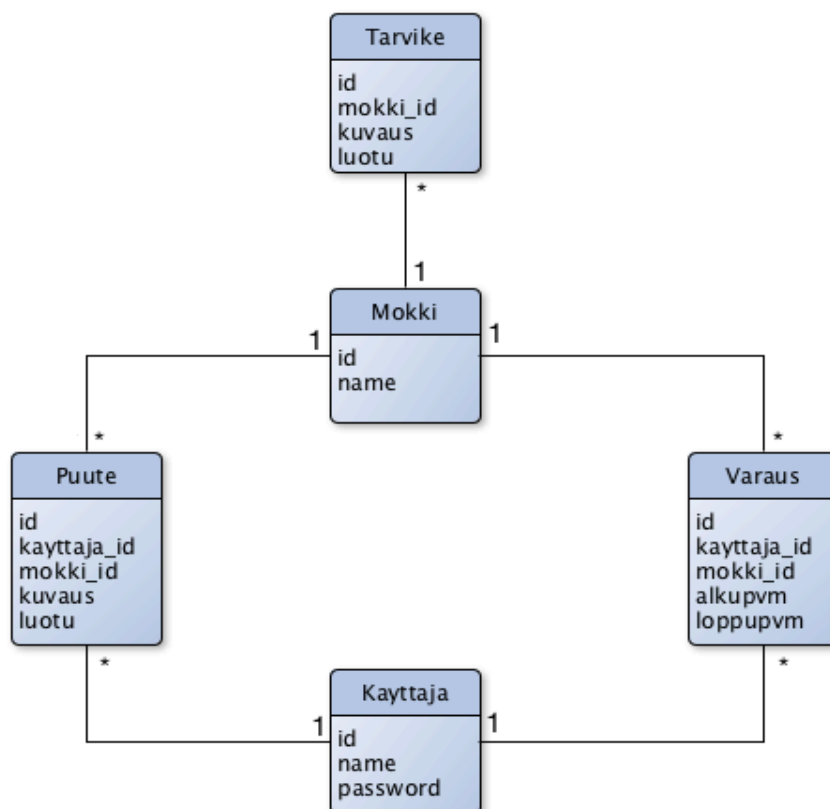 Tarvike
id
mokki_id
kuvaus
luotu
*
1
Mokki
id
name
1
1
*
*
Puute
id
kayttaja_id
mokki_id
kuvaus
luotu
Varaus
id
kayttaja_id
mokki_id
alkupvm
loppupvm
*
*
Kayttaja
id
name
password
1
1